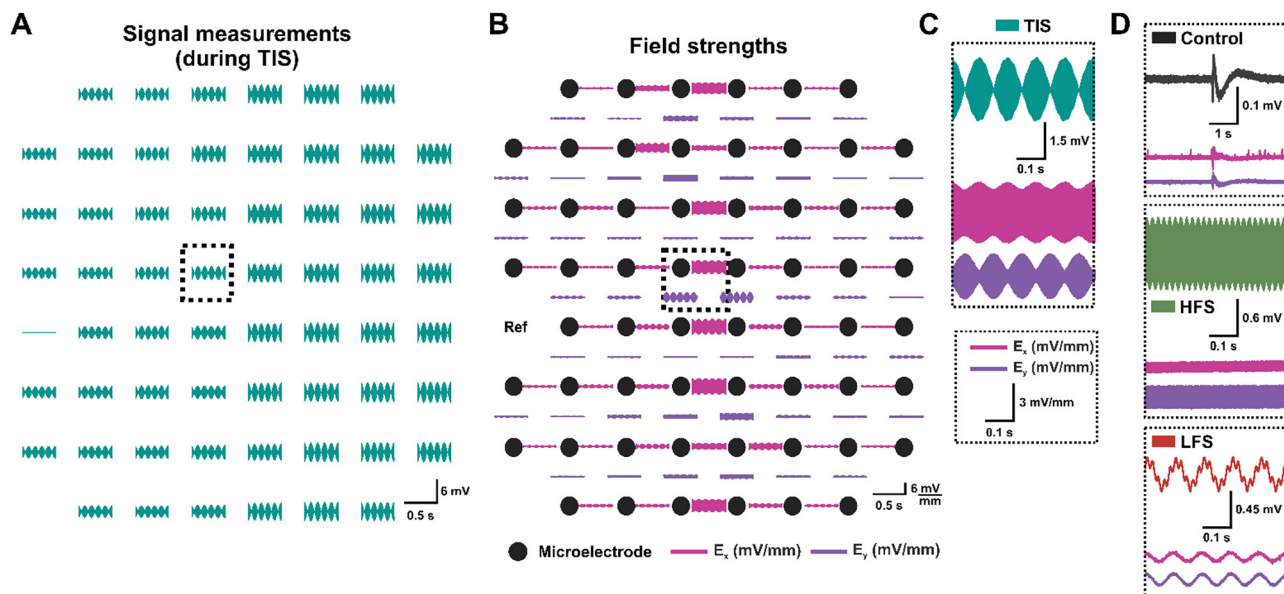 A
Signal measurements
(during TIS)
6 mV
0.5 s
B
Field strengths
Ref
6 mV
mm
0.5 s
Microelectrode
Eₓ (mV/mm)
Eᵧ (mV/mm)
C
TIS
1.5 mV
0.1 s
Eₓ (mV/mm)
Eᵧ (mV/mm)
3 mV/mm
0.1 s
D
Control
0.1 mV
1 s
HFS
0.6 mV
0.1 s
LFS
0.45 mV
0.1 s